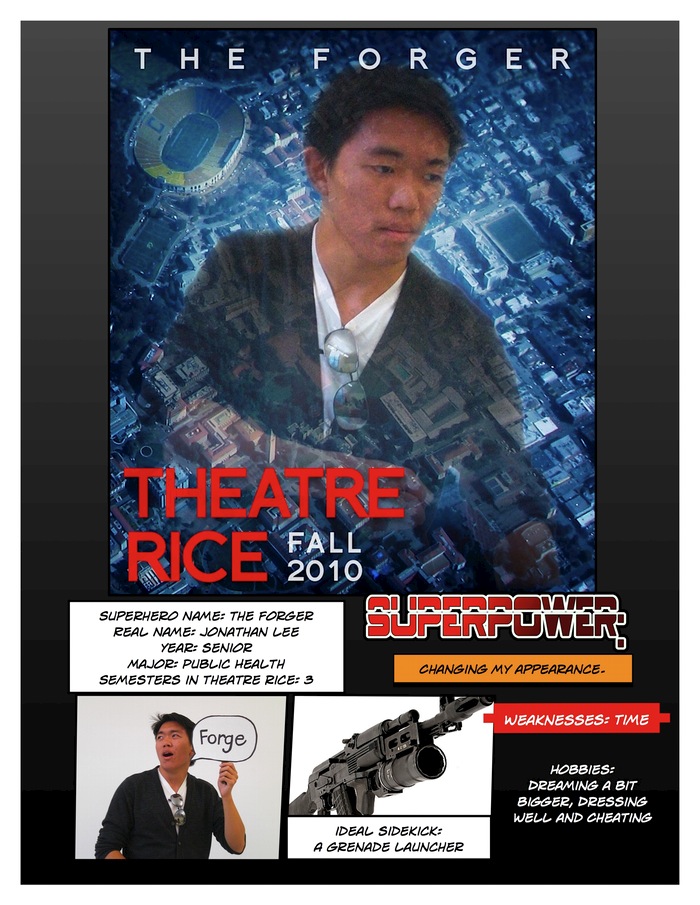 THE FORGER
THEATRE
RICE FALL
2010
SUPERHERO NAME: THE FORGER
REAL NAME: JONATHAN LEE
YEAR: SENIOR
MAJOR: PUBLIC HEALTH
SEMESTERS IN THEATRE RICE: 3
SUPERPOWER:
CHANGING MY APPEARANCE.
Forge
IDEAL SIDEKICK:
A GRENADE LAUNCHER
WEAKNESSES: TIME
HOBBIES:
DREAMING A BIT
BIGGER, DRESSING
WELL AND CHEATING